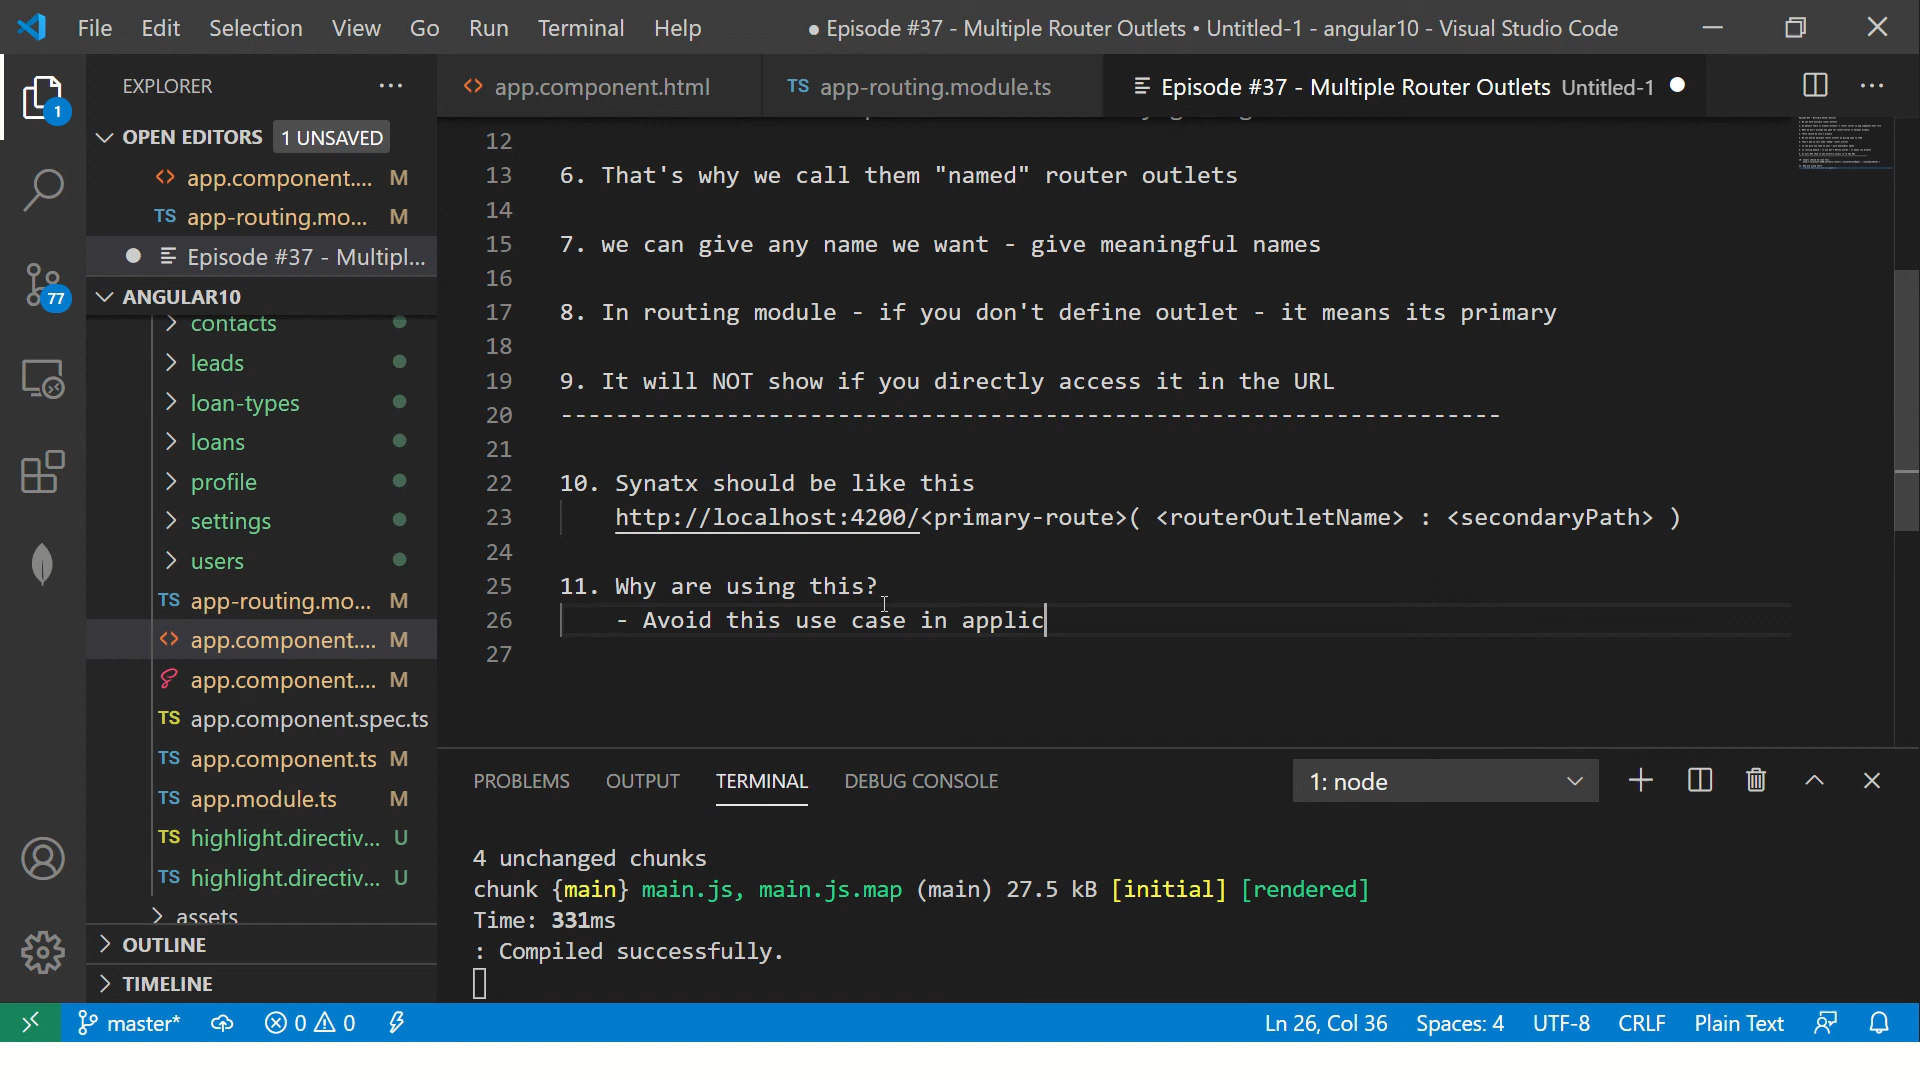 File Edit Selection View Go Run Terminal Help ● Episode #37 - Multiple Router Outlets • Untitled-1 - angular10 - Visual Studio Code
EXPLORER
<> app.component.html
TS app-routing.module.ts
Episode #37 - Multiple Router Outlets Untitled-1
1
OPEN EDITORS 1 UNSAVED
<> app.component.... M
TS app-routing.mo... M
Episode #37 - Multipl...
77
ANGULAR10
contacts
leads
loan-types
loans
profile
settings
users
TS app-routing.mo... M
<> app.component.... M
app.component.... M
TS app.component.spec.ts
TS app.component.ts M
TS app.module.ts M
TS highlight.directiv... U
TS highlight.directiv... U
assets
OUTLINE
TIMELINE
12
13 6. That's why we call them "named" router outlets
14
15 7. we can give any name we want - give meaningful names
16
17 8. In routing module - if you don't define outlet - it means its primary
18
19 9. It will NOT show if you directly access it in the URL
20 --------------------------------------------------------------------
21
22 10. Synatx should be like this
23 http://localhost:4200/<primary-route>( <routerOutletName> : <secondaryPath> )
24
25 11. Why are using this?
26 - Avoid this use case in applic
27
PROBLEMS OUTPUT TERMINAL DEBUG CONSOLE 1: node
4 unchanged chunks
chunk {main} main.js, main.js.map (main) 27.5 kB [initial] [rendered]
Time: 331ms
: Compiled successfully.
master* 0 0 Ln 26, Col 36 Spaces: 4 UTF-8 CRLF Plain Text